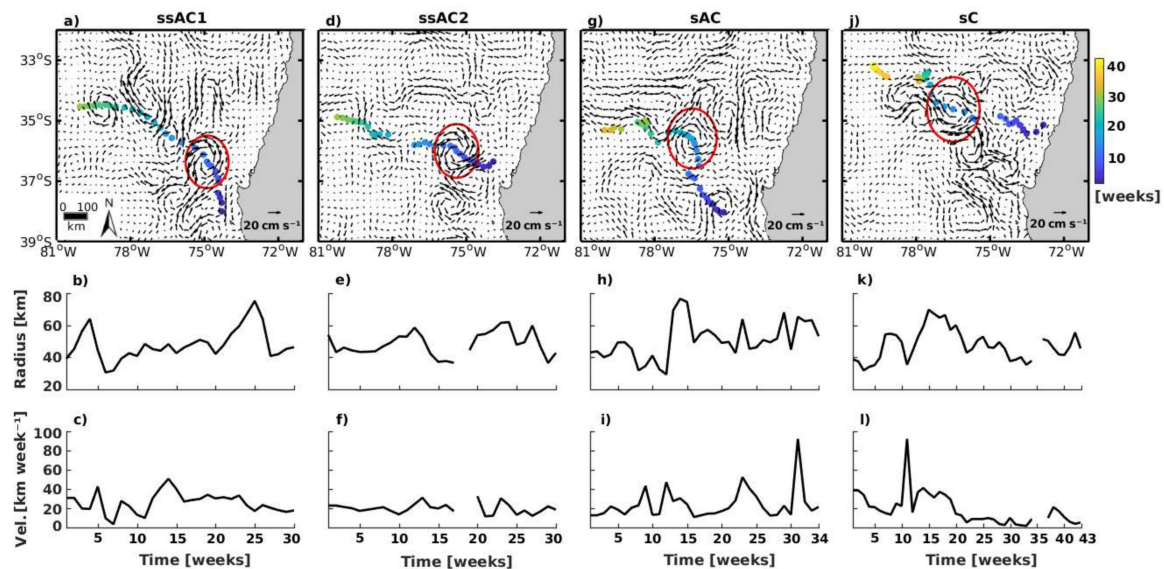 a) ssAC1
d) ssAC2
g) sAC
j) sC
33°S
35°S
37°S
39°S
0 100
km
N
20 cm s⁻¹
20 cm s⁻¹
20 cm s⁻¹
20 cm s⁻¹
81°W 78°W 75°W 72°W
81°W 78°W 75°W 72°W
81°W 78°W 75°W 72°W
81°W 78°W 75°W 72°W
40
30
20
10
[weeks]
b) e) h) k)
Radius [km]
80
60
40
20
c) f) i) l)
Vel. [km week⁻¹]
100
80
60
40
20
0
5 10 15 20 25 30
5 10 15 20 25 30
5 10 15 20 25 30 34
5 10 15 20 25 30 35 40 43
Time [weeks] Time [weeks] Time [weeks] Time [weeks]